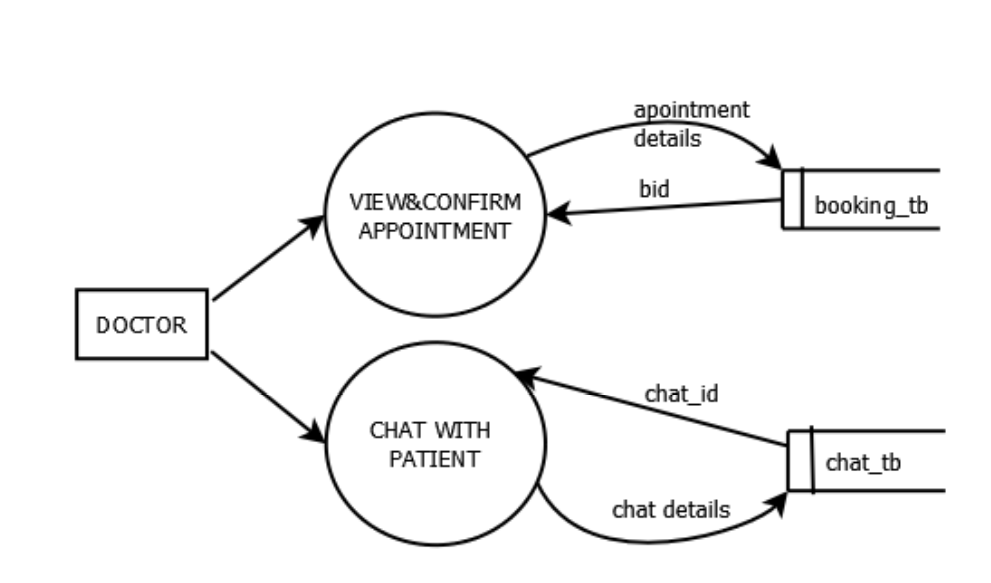 apointment
details
VIEW&CONFIRM
APPOINTMENT
bid
booking_tb
DOCTOR
CHAT WITH
PATIENT
chat_id
chat_tb
chat details